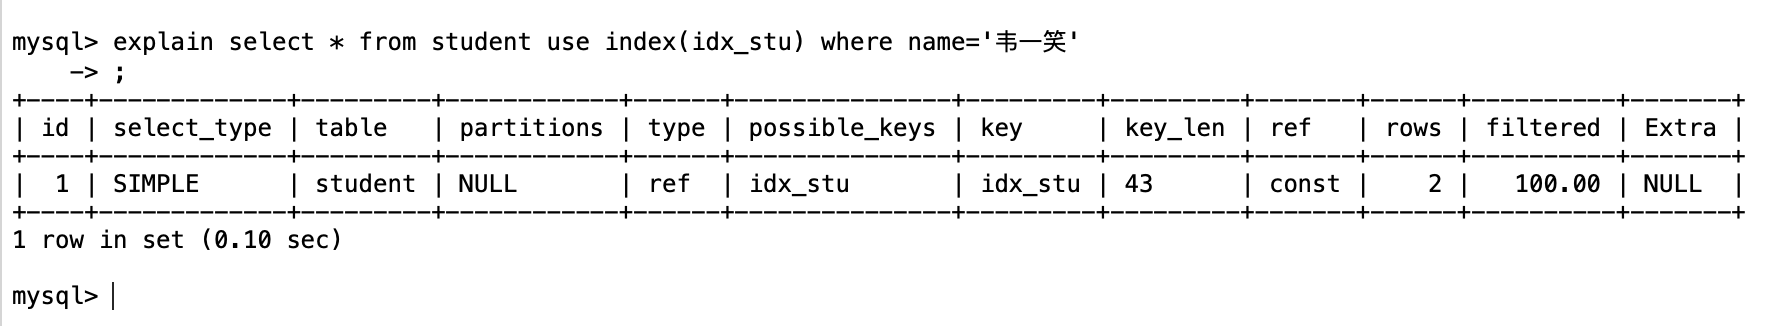 mysql> explain select * from student use index(idx_stu) where name='韦一笑'
    -> ;
+----+-------------+---------+------------+------+---------------+---------+---------+-------+------+----------+-------+
| id | select_type | table   | partitions | type | possible_keys | key     | key_len | ref   | rows | filtered | Extra |
+----+-------------+---------+------------+------+---------------+---------+---------+-------+------+----------+-------+
|  1 | SIMPLE      | student | NULL       | ref  | idx_stu       | idx_stu | 43      | const |    2 |   100.00 | NULL  |
+----+-------------+---------+------------+------+---------------+---------+---------+-------+------+----------+-------+
1 row in set (0.10 sec)
mysql>